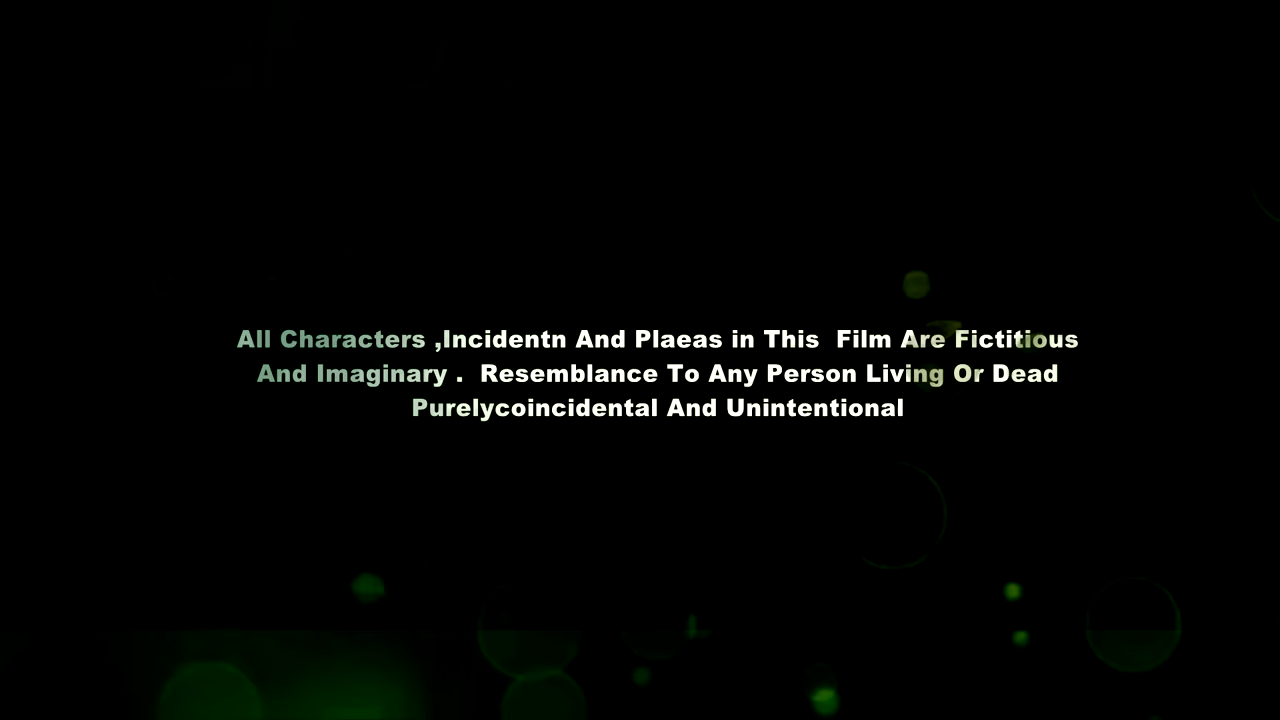 All Characters ,Incidentn And Plaeas in This  Film Are Fictitious
And Imaginary .  Resemblance To Any Person Living Or Dead
Purelycoincidental And Unintentional